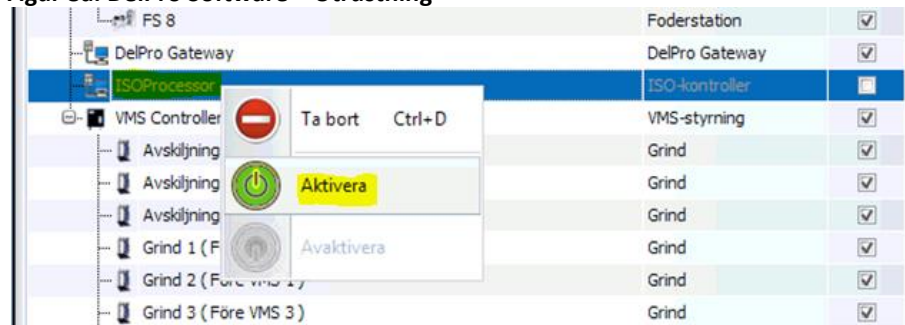 FS 8 Foderstation
DelPro Gateway DelPro Gateway
ISOProcessor ISO-kontroller
VMS Controller VMS-styrning
Ta bort Ctrl+D
Avskiljning Grind
Avskiljning Grind
Aktivera
Avskiljning Grind
Grind 1 ( F Grind
Avaktivera
Grind 2 ( Före VMS 1 ) Grind
Grind 3 ( Före VMS 3 ) Grind